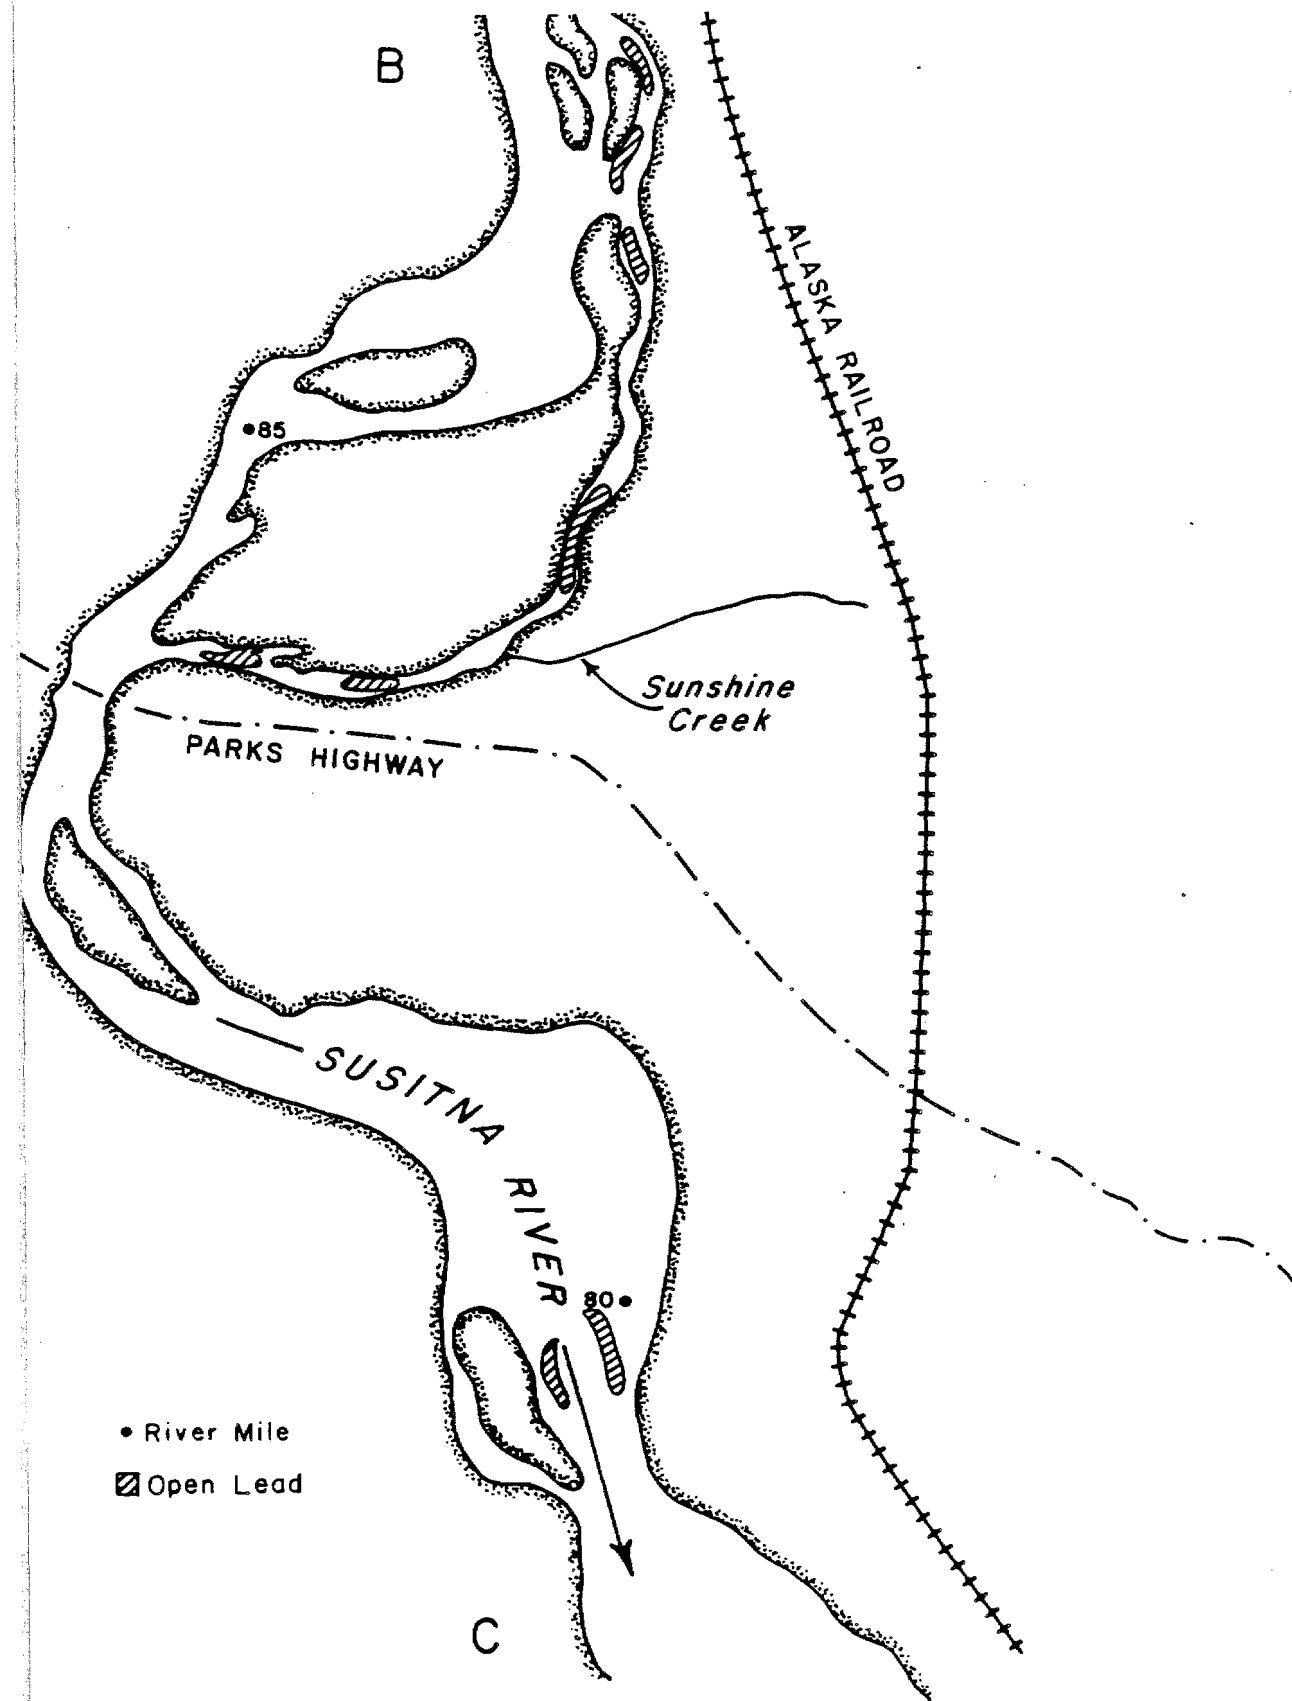 B
ALASKA RAILROAD
85
Sunshine
Creek
PARKS HIGHWAY
SUSITNA RIVER
80
River Mile
Open Lead
C